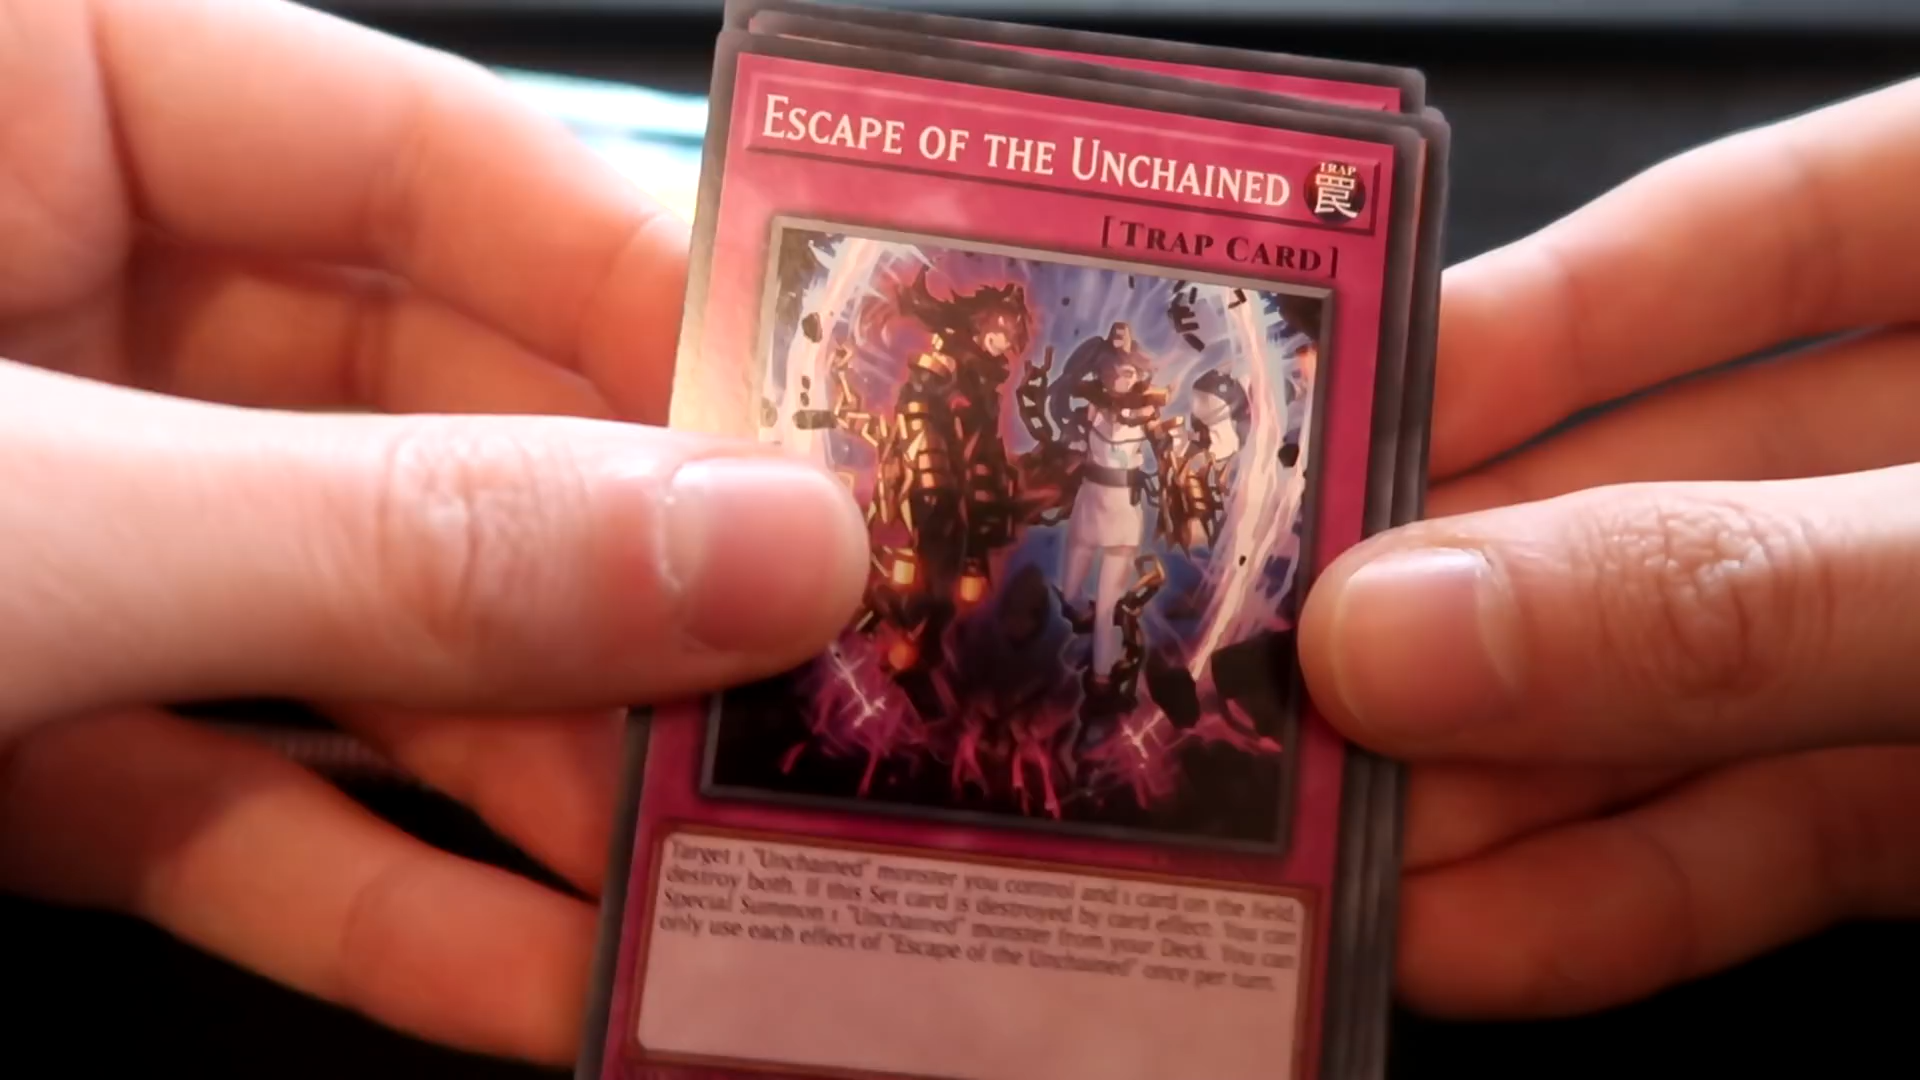 ESCAPE OF THE UNCHAINED
TRAP
罠
[TRAP CARD]
Target 1 "Unchained" monster you control and 1 card on the field;
destroy both. If this Set card is destroyed by card effect: You can
Special Summon 1 "Unchained" monster from your Deck. You can
only use each effect of "Escape of the Unchained" once per turn.